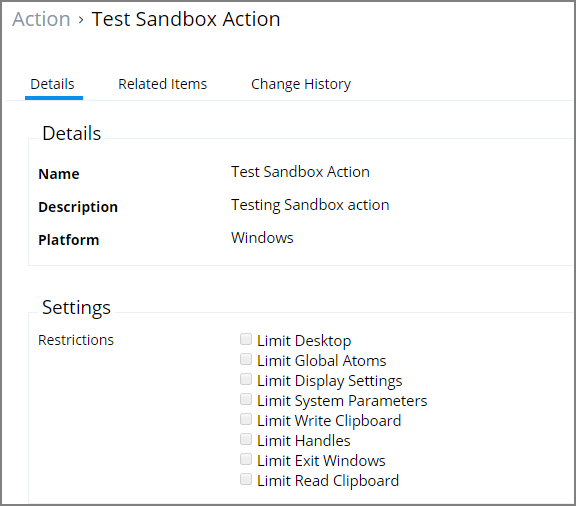 Action › Test Sandbox Action
Details Related Items Change History
Details
Name Test Sandbox Action
Description Testing Sandbox action
Platform Windows
Settings
Restrictions Limit Desktop
Limit Global Atoms
Limit Display Settings
Limit System Parameters
Limit Write Clipboard
Limit Handles
Limit Exit Windows
Limit Read Clipboard